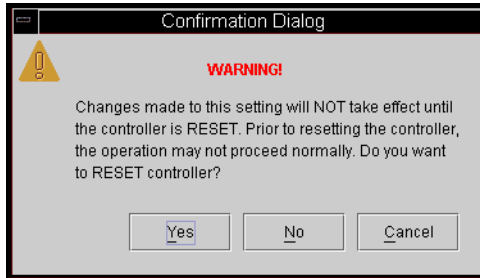 Confirmation Dialog
WARNING!
Changes made to this setting will NOT take effect until
the controller is RESET. Prior to resetting the controller,
the operation may not proceed normally. Do you want
to RESET controller?
Yes No Cancel